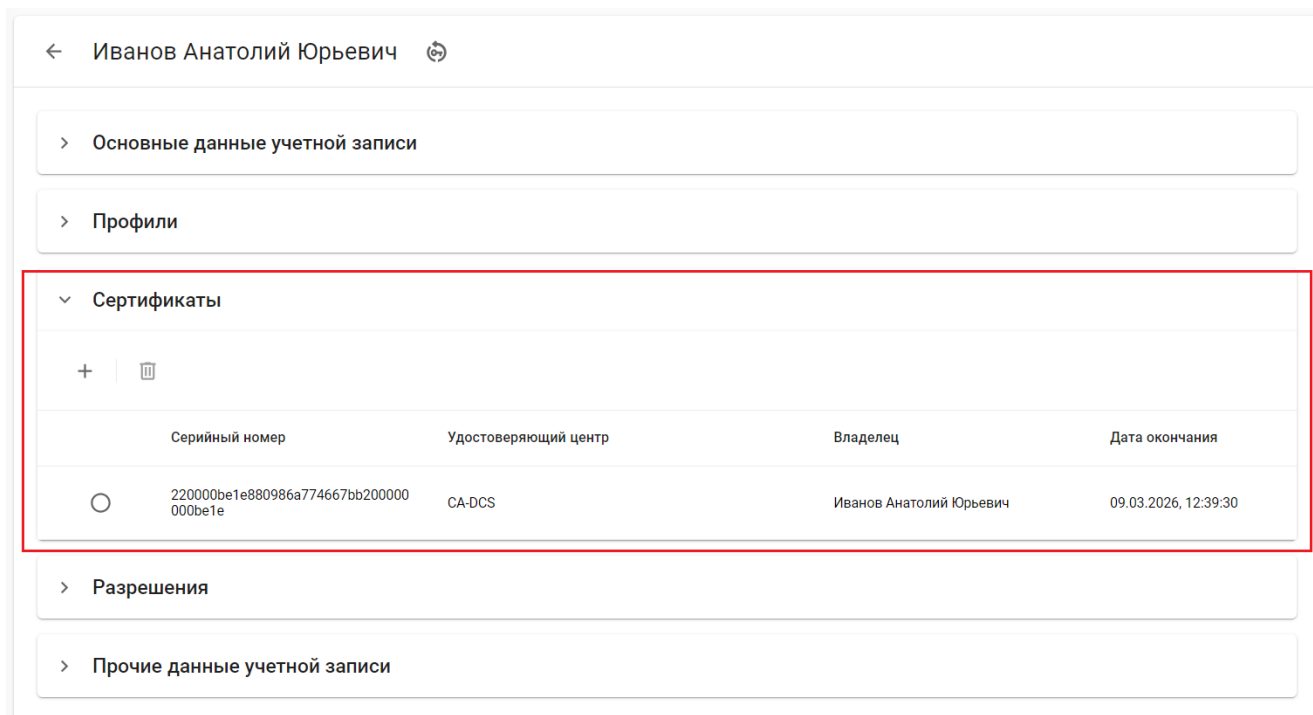 Иванов Анатолий Юрьевич
Основные данные учетной записи
Профили
Сертификаты
Серийный номер Удостоверяющий центр Владелец Дата окончания
220000be1e880986a774667bb200000 CA-DCS Иванов Анатолий Юрьевич 09.03.2026, 12:39:30
000be1e
Разрешения
Прочие данные учетной записи